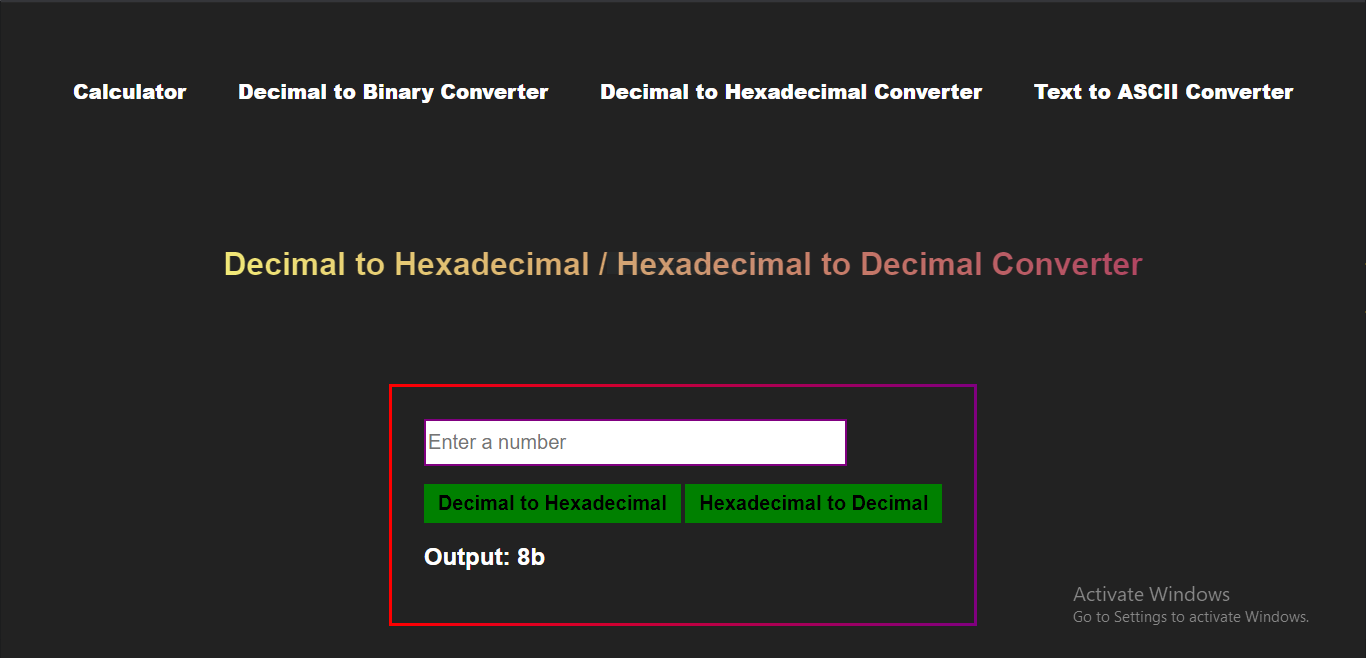 Calculator Decimal to Binary Converter Decimal to Hexadecimal Converter Text to ASCII Converter
Decimal to Hexadecimal / Hexadecimal to Decimal Converter
Enter a number
Decimal to Hexadecimal Hexadecimal to Decimal
Output: 8b
Activate Windows
Go to Settings to activate Windows.